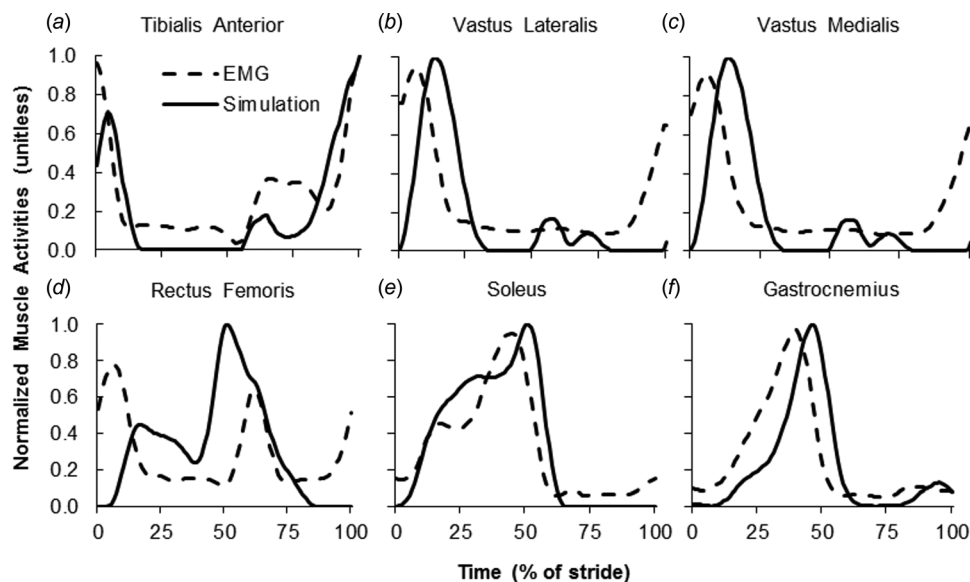 (a) Tibialis Anterior (b) Vastus Lateralis (c) Vastus Medialis
1.0
0.8
0.6
0.4
0.2
0.0
EMG
Simulation
Normalized Muscle Activities (unitless)
(d) Rectus Femoris (e) Soleus (f) Gastrocnemius
1.0
0.8
0.6
0.4
0.2
0.0
0 25 50 75 100 0 25 50 75 100 0 25 50 75 100
Time (% of stride)